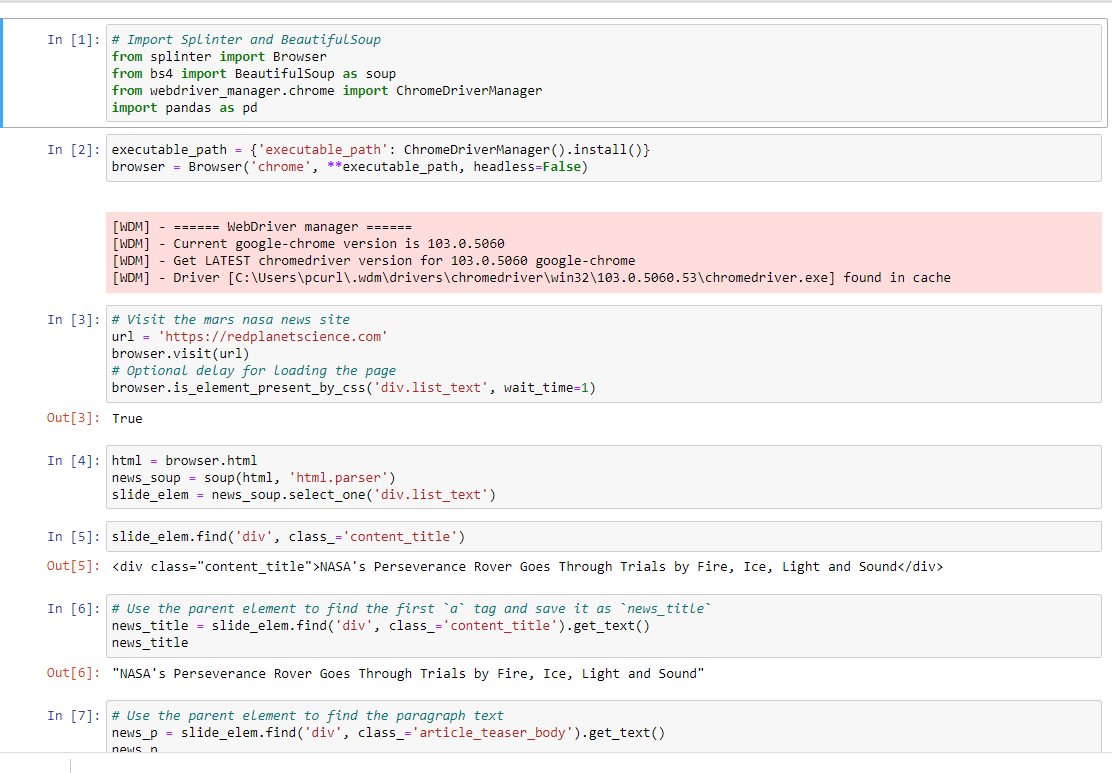 In [1]: # Import Splinter and BeautifulSoup
from splinter import Browser
from bs4 import BeautifulSoup as soup
from webdriver_manager.chrome import ChromeDriverManager
import pandas as pd
In [2]: executable_path = {'executable_path': ChromeDriverManager().install()}
browser = Browser('chrome', **executable_path, headless=False)
[WDM] - ====== WebDriver manager ======
[WDM] - Current google-chrome version is 103.0.5060
[WDM] - Get LATEST chromedriver version for 103.0.5060 google-chrome
[WDM] - Driver [C:\Users\pcurl\.wdm\drivers\chromedriver\win32\103.0.5060.53\chromedriver.exe] found in cache
In [3]: # Visit the mars nasa news site
url = 'https://redplanetscience.com'
browser.visit(url)
# Optional delay for loading the page
browser.is_element_present_by_css('div.list_text', wait_time=1)
Out[3]: True
In [4]: html = browser.html
news_soup = soup(html, 'html.parser')
slide_elem = news_soup.select_one('div.list_text')
In [5]: slide_elem.find('div', class_='content_title')
Out[5]: <div class="content_title">NASA's Perseverance Rover Goes Through Trials by Fire, Ice, Light and Sound</div>
In [6]: # Use the parent element to find the first `a` tag and save it as `news_title`
news_title = slide_elem.find('div', class_='content_title').get_text()
news_title
Out[6]: "NASA's Perseverance Rover Goes Through Trials by Fire, Ice, Light and Sound"
In [7]: # Use the parent element to find the paragraph text
news_p = slide_elem.find('div', class_='article_teaser_body').get_text()
news_p